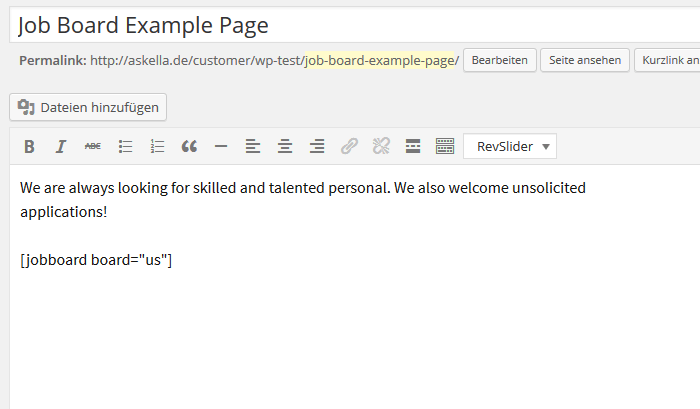 Job Board Example Page
Permalink: http://askella.de/customer/wp-test/job-board-example-page/ Bearbeiten Seite ansehen Kurzlink an
Dateien hinzufügen
B I ABC RevSlider
We are always looking for skilled and talented personal. We also welcome unsolicited
applications!
[jobboard board="us"]